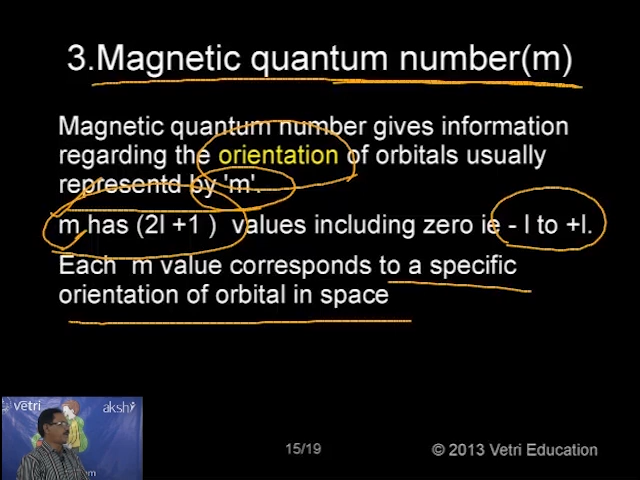 3.Magnetic quantum number(m)
Magnetic quantum number gives information
regarding the orientation of orbitals usually
representd by 'm'.
m has (2l +1 ) values including zero ie - l to +l.
Each m value corresponds to a specific
orientation of orbital in space
vetri
aksh
15/19
© 2013 Vetri Education